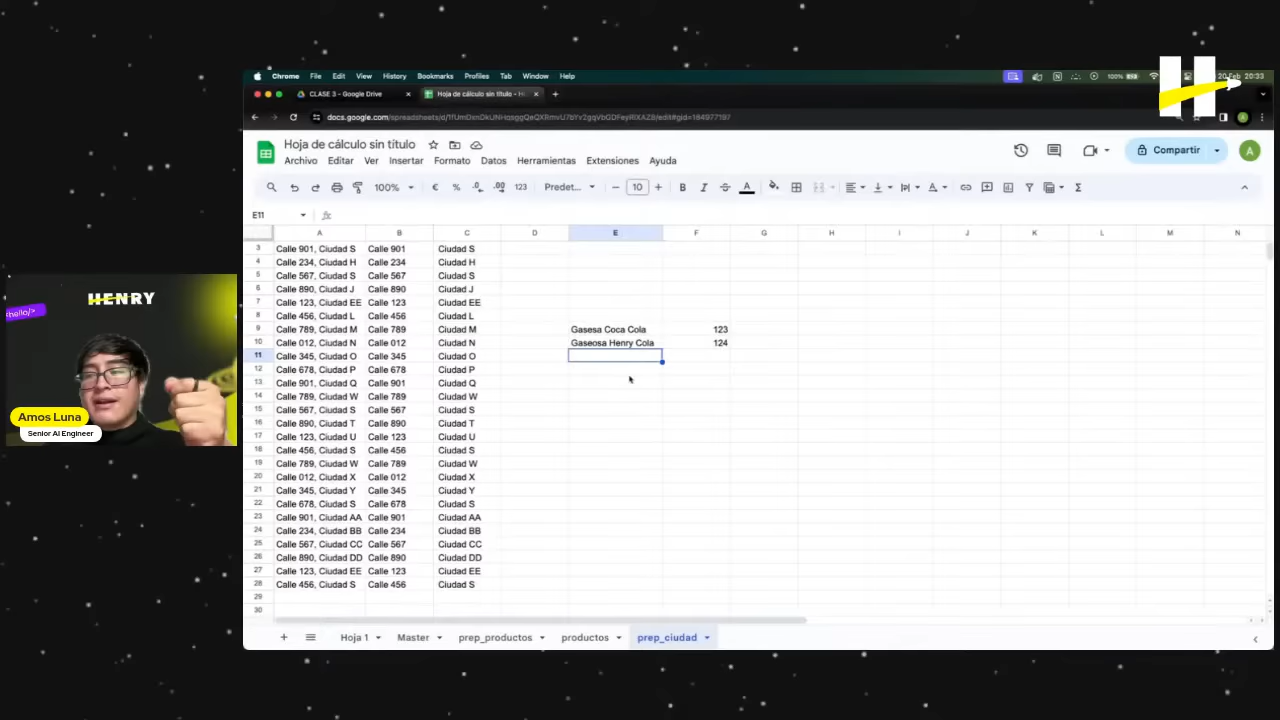 Chrome File Edit View History Bookmarks Profiles Tab Window Help 100% 20 Feb 20:33
CLASE 3 - Google Drive
Hoja de cálculo sin título - H
Hoja de cálculo sin título
Archivo Editar Ver Insertar Formato Datos Herramientas Extensiones Ayuda
Compartir
A
100% € % .0 .00 123 Predet... 10 B I A
E11
A B C D E F G H I J K L M N
3 Calle 901, Ciudad S Calle 901 Ciudad S
4 Calle 234, Ciudad H Calle 234 Ciudad H
5 Calle 567, Ciudad S Calle 567 Ciudad S
6 Calle 890, Ciudad J Calle 890 Ciudad J
7 Calle 123, Ciudad EE Calle 123 Ciudad EE
8 Calle 456, Ciudad L Calle 456 Ciudad L
9 Calle 789, Ciudad M Calle 789 Ciudad M Gasesa Coca Cola 123
10 Calle 012, Ciudad N Calle 012 Ciudad N Gaseosa Henry Cola 124
11 Calle 345, Ciudad O Calle 345 Ciudad O
12 Calle 678, Ciudad P Calle 678 Ciudad P
13 Calle 901, Ciudad Q Calle 901 Ciudad Q
14 Calle 789, Ciudad W Calle 789 Ciudad W
15 Calle 567, Ciudad S Calle 567 Ciudad S
16 Calle 890, Ciudad T Calle 890 Ciudad T
17 Calle 123, Ciudad U Calle 123 Ciudad U
18 Calle 456, Ciudad S Calle 456 Ciudad S
19 Calle 789, Ciudad W Calle 789 Ciudad W
20 Calle 012, Ciudad X Calle 012 Ciudad X
21 Calle 345, Ciudad Y Calle 345 Ciudad Y
22 Calle 678, Ciudad S Calle 678 Ciudad S
23 Calle 901, Ciudad AA Calle 901 Ciudad AA
24 Calle 234, Ciudad BB Calle 234 Ciudad BB
25 Calle 567, Ciudad CC Calle 567 Ciudad CC
26 Calle 890, Ciudad DD Calle 890 Ciudad DD
27 Calle 123, Ciudad EE Calle 123 Ciudad EE
28 Calle 456, Ciudad S Calle 456 Ciudad S
29
30
Hoja 1 Master prep_productos productos prep_ciudad
HENRY
hello/>
Amos Luna
Senior AI Engineer
H